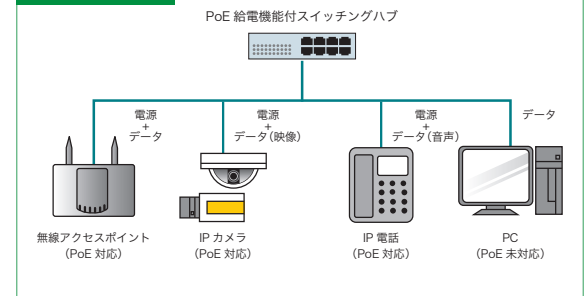 PoE 給電機能付スイッチングハブ
電源
+
データ
電源
+
データ(映像)
電源
+
データ(音声)
データ
無線アクセスポイント
(PoE 対応)
IP カメラ
(PoE 対応)
IP 電話
(PoE 対応)
PC
(PoE 未対応)